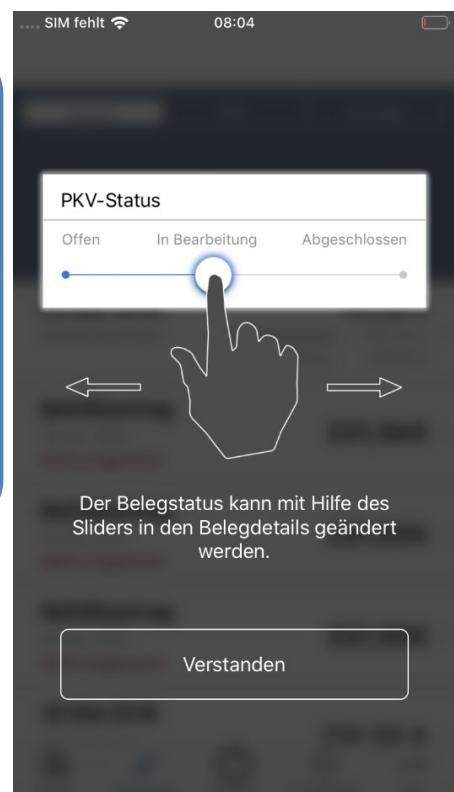 SIM fehlt 08:04
PKV-Status
Offen In Bearbeitung Abgeschlossen
Der Belegstatus kann mit Hilfe des
Sliders in den Belegdetails geändert
werden.
Verstanden